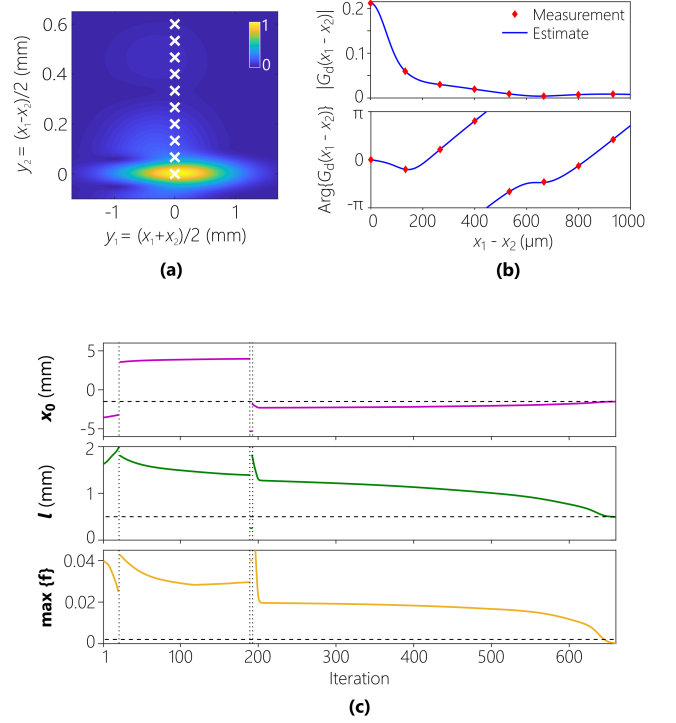 0.6
0.4
0.2
0
y₂ = (x₁-x₂)/2 (mm)
1
0
-1
0
1
y₁ = (x₁+x₂)/2 (mm)
(a)
0.2
0.1
0
|G_d(x₁ - x₂)|
Measurement
Estimate
π
0
-π
Arg{G_d(x₁ - x₂)}
0
200
400
600
800
1000
x₁ - x₂ (μm)
(b)
5
0
-5
x₀ (mm)
2
1
0
l (mm)
0.04
0.02
0
max {f}
1
100
200
300
400
500
600
Iteration
(c)